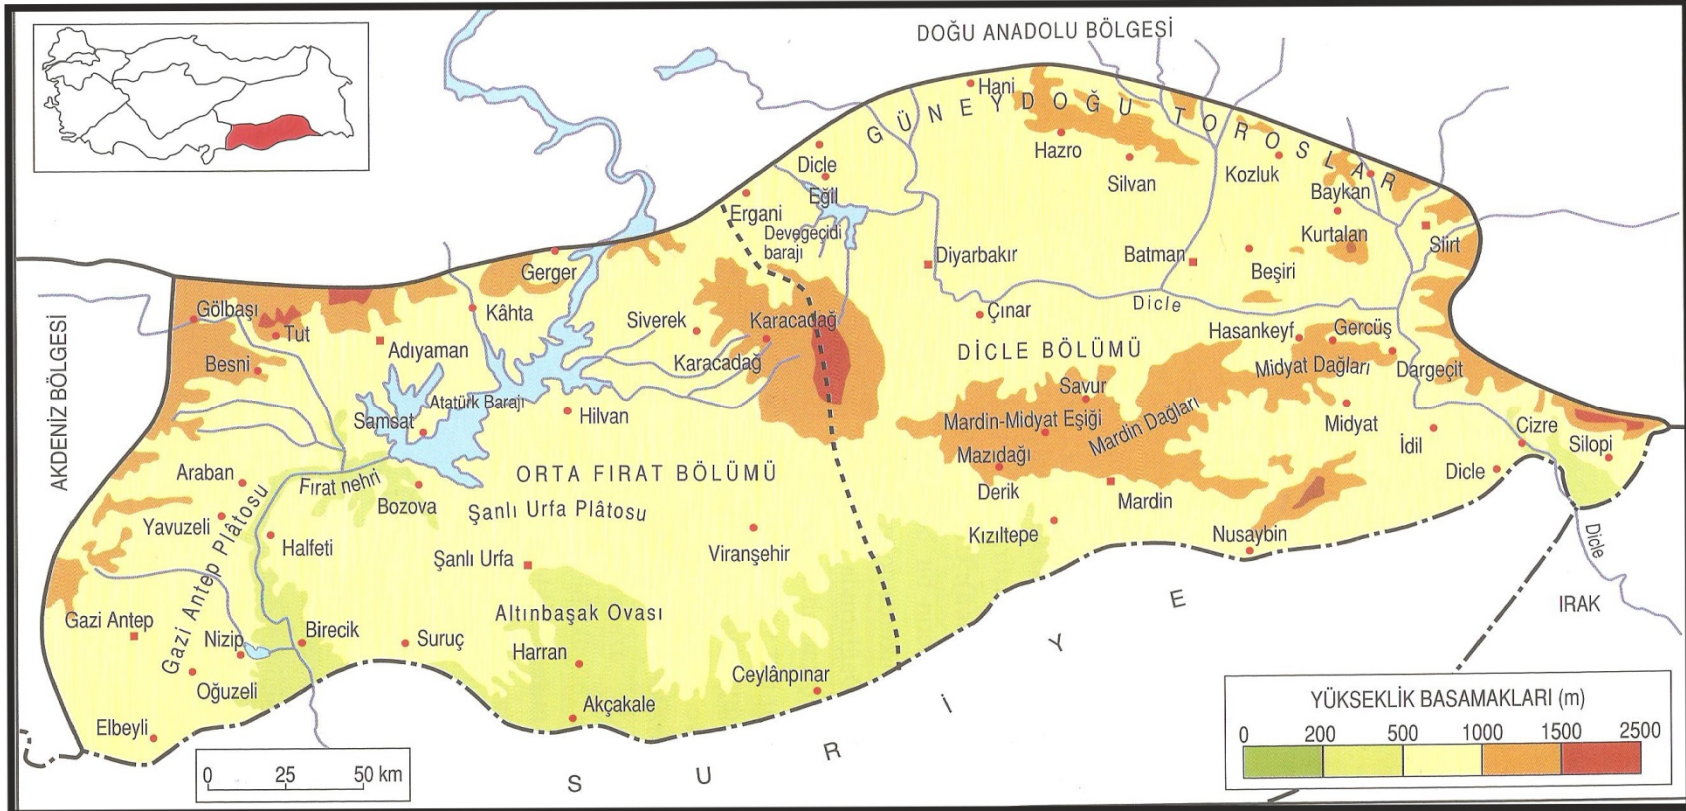 DOĞU ANADOLU BÖLGESİ
AKDENİZ BÖLGESİ
GÜNEYDOĞU TOROSLAR
Hani
Hazro
Silvan
Kozluk
Baykan
Kurtalan
Siirt
Dicle
Eğil
Ergani
Devegeçidi
barajı
Diyarbakır
Batman
Beşiri
Gerger
Kâhta
Gölbaşı
Tut
Besni
Adıyaman
Siverek
Karacadağ
Karacadağ
Çınar
Dicle
Hasankeyf
Gercüş
DİCLE BÖLÜMÜ
Midyat Dağları
Dargeçit
Atatürk Barajı
Samsat
Hilvan
Savur
Mardin-Midyat Eşiği
Mardin Dağları
Mazıdağı
Derik
Mardin
Midyat
İdil
Cizre
Silopi
Dicle
Araban
Fırat nehri
Bozova
ORTA FIRAT BÖLÜMÜ
Şanlı Urfa Plâtosu
Yavuzeli
Halfeti
Gazi Antep Plâtosu
Şanlı Urfa
Viranşehir
Kızıltepe
Nusaybin
Dicle
IRAK
Gazi Antep
Nizip
Birecik
Suruç
Altınbaşak Ovası
Harran
Oğuzeli
Elbeyli
Akçakale
Ceylânpınar
SURİYE
0 25 50 km
YÜKSEKLİK BASAMAKLARI (m)
0 200 500 1000 1500 2500